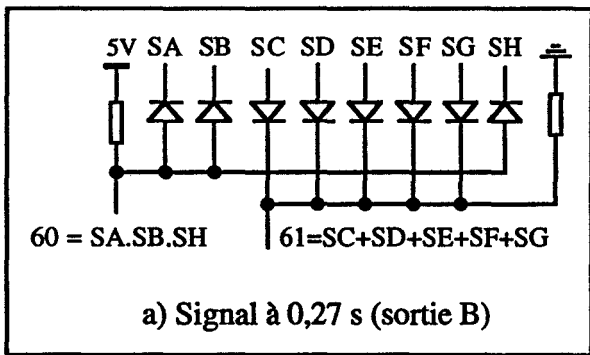 5V SA SB SC SD SE SF SG SH
60 = SA.SB.SH 61=SC+SD+SE+SF+SG
a) Signal à 0,27 s (sortie B)